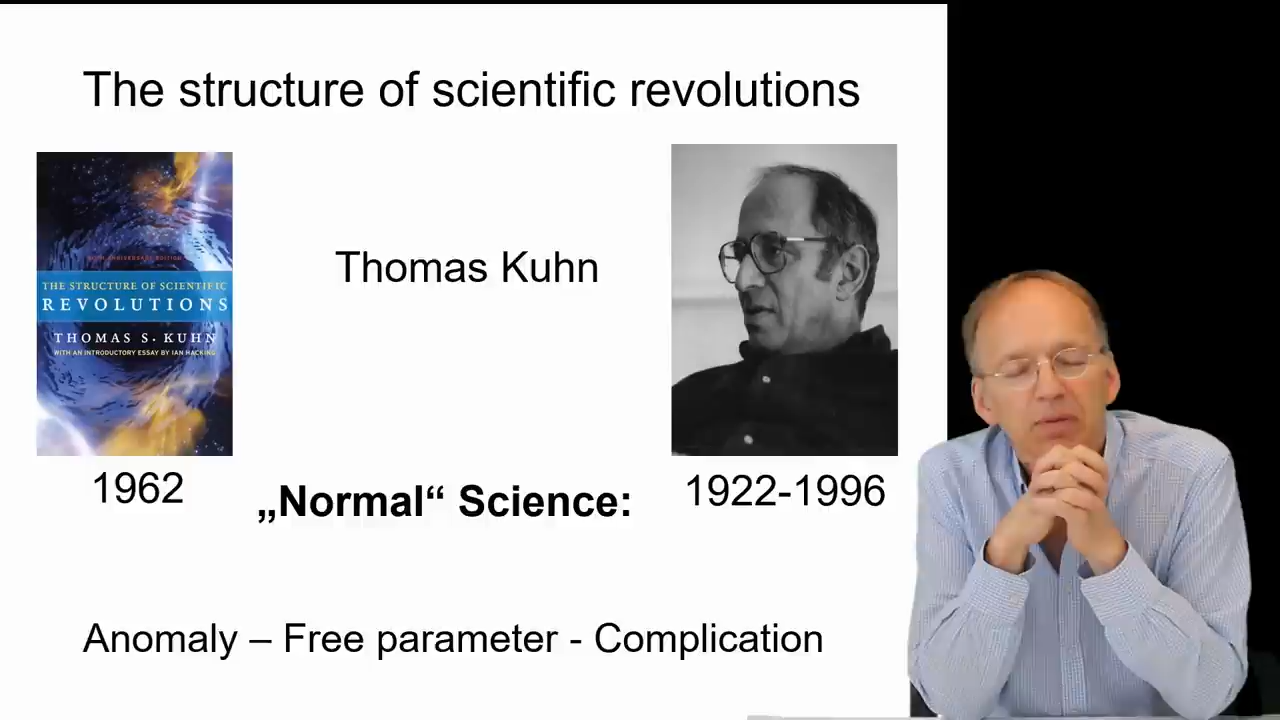 The structure of scientific revolutions
THE STRUCTURE OF SCIENTIFIC
REVOLUTIONS
THOMAS S. KUHN
WITH AN INTRODUCTORY ESSAY BY IAN HACKING
Thomas Kuhn
1962
„Normal“ Science:
1922-1996
Anomaly – Free parameter - Complication